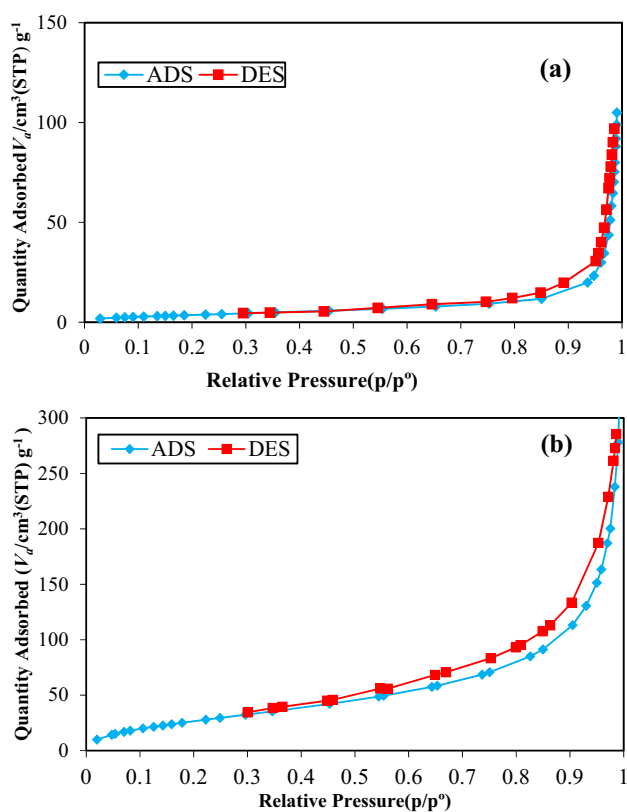 150
(a)
ADS DES
100
50
0
0 0.1 0.2 0.3 0.4 0.5 0.6 0.7 0.8 0.9 1
Quantity AdsorbedVₐ/cm³(STP) g⁻¹
Relative Pressure(p/pº)
300
(b)
ADS DES
250
200
150
100
50
0
0 0.1 0.2 0.3 0.4 0.5 0.6 0.7 0.8 0.9 1
Quantity Adsorbed (Vₐ/cm³(STP) g⁻¹ )
Relative Pressure(p/pº)